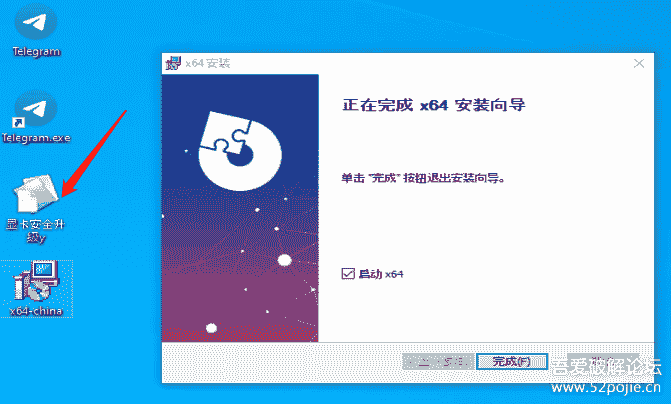 Telegram
Telegram.exe
显卡安全升
级y
x64-china
x64 安装
正在完成 x64 安装向导
单击 "完成" 按钮退出安装向导。
启动 x64
完成(F)
吾爱破解论坛
www.52pojie.cn